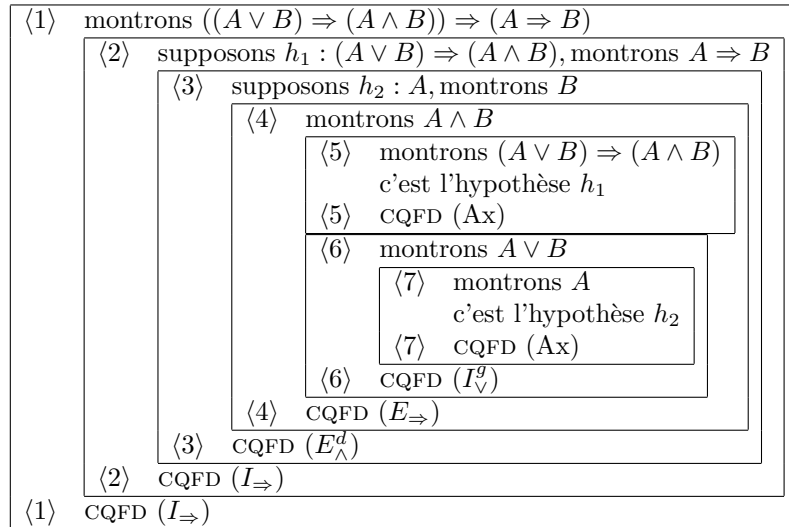 ⟨1⟩ montrons ((A ∨ B) ⇒ (A ∧ B)) ⇒ (A ⇒ B)
⟨2⟩ supposons h₁ : (A ∨ B) ⇒ (A ∧ B), montrons A ⇒ B
⟨3⟩ supposons h₂ : A, montrons B
⟨4⟩ montrons A ∧ B
⟨5⟩ montrons (A ∨ B) ⇒ (A ∧ B)
c'est l'hypothèse h₁
⟨5⟩ CQFD (Ax)
⟨6⟩ montrons A ∨ B
⟨7⟩ montrons A
c'est l'hypothèse h₂
⟨7⟩ CQFD (Ax)
⟨6⟩ CQFD (I_∨^g)
⟨4⟩ CQFD (E_⇒)
⟨3⟩ CQFD (E_∧^d)
⟨2⟩ CQFD (I_⇒)
⟨1⟩ CQFD (I_⇒)